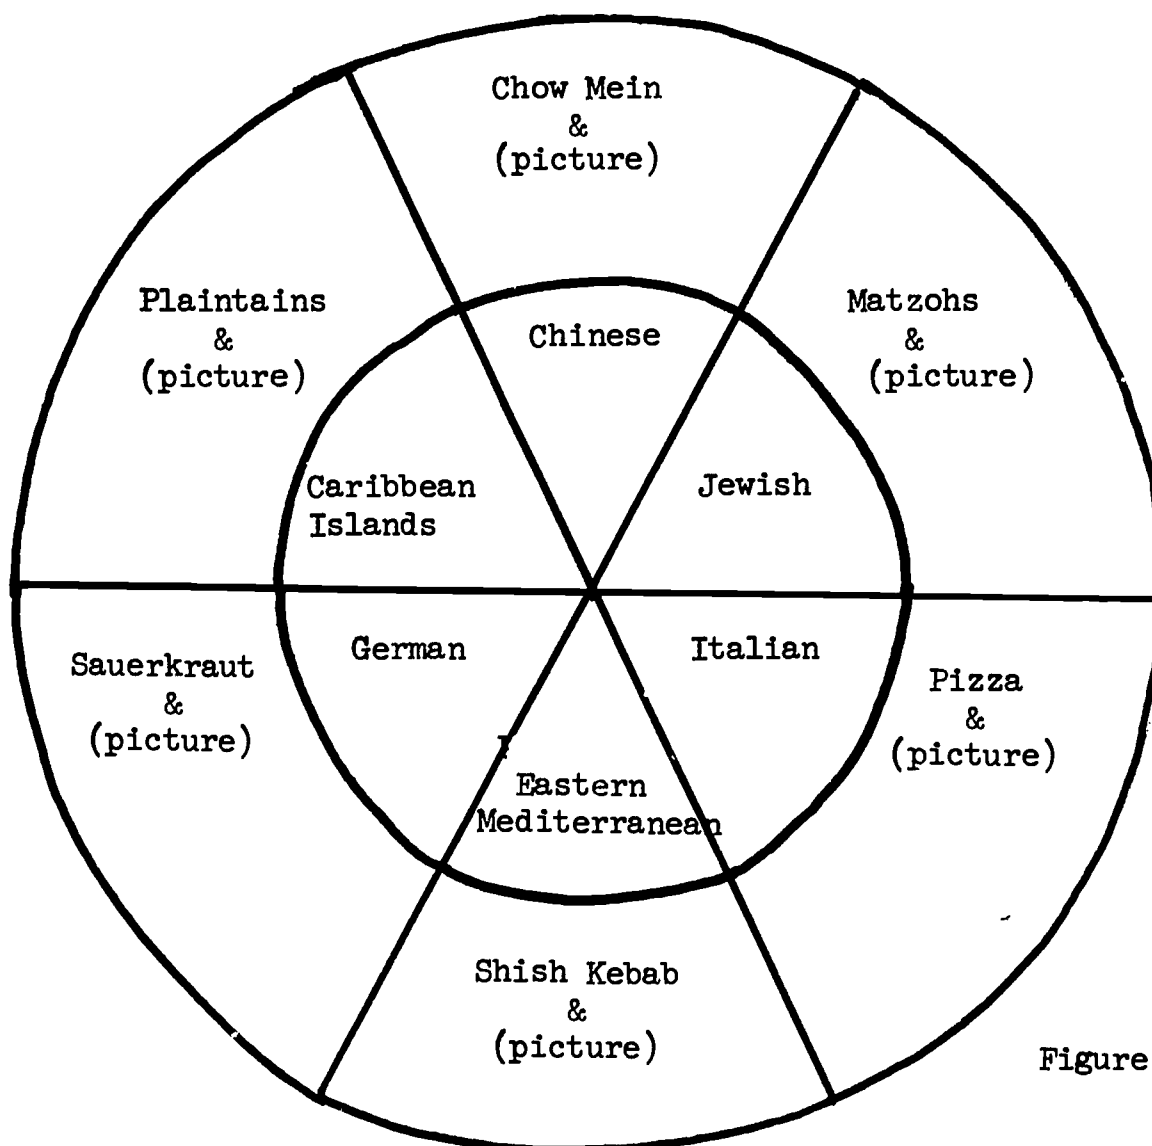 Chow Mein
&
(picture)
Plaintains
&
(picture)
Matzohs
&
(picture)
Chinese
Caribbean
Islands
Jewish
German
Italian
Sauerkraut
&
(picture)
Pizza
&
(picture)
Eastern
Mediterranean
Shish Kebab
&
(picture)
Figure